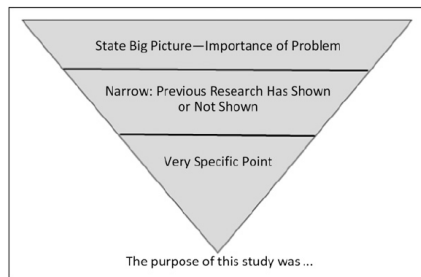 State Big Picture—Importance of Problem
Narrow: Previous Research Has Shown
or Not Shown
Very Specific Point
The purpose of this study was ...